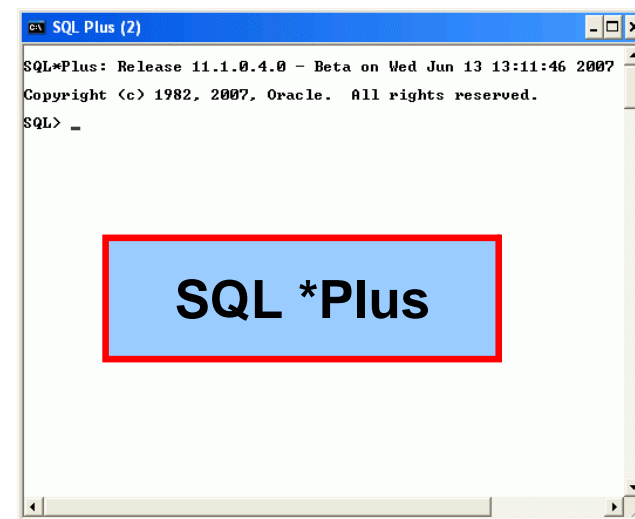 SQL Plus (2)
SQL*Plus: Release 11.1.0.4.0 - Beta on Wed Jun 13 13:11:46 2007
Copyright (c) 1982, 2007, Oracle.  All rights reserved.
SQL> _
SQL *Plus